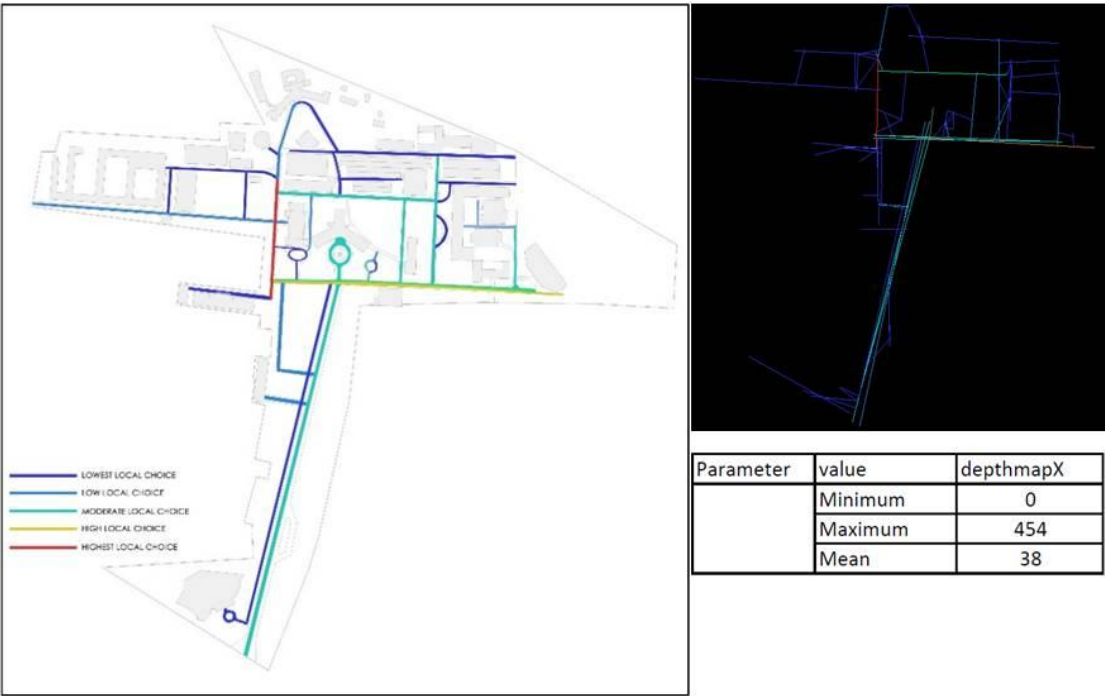 LOWEST LOCAL CHOICE
LOW LOCAL CHOICE
MODERATE LOCAL CHOICE
HIGH LOCAL CHOICE
HIGHEST LOCAL CHOICE
Parameter value depthmapX
Minimum 0
Maximum 454
Mean 38